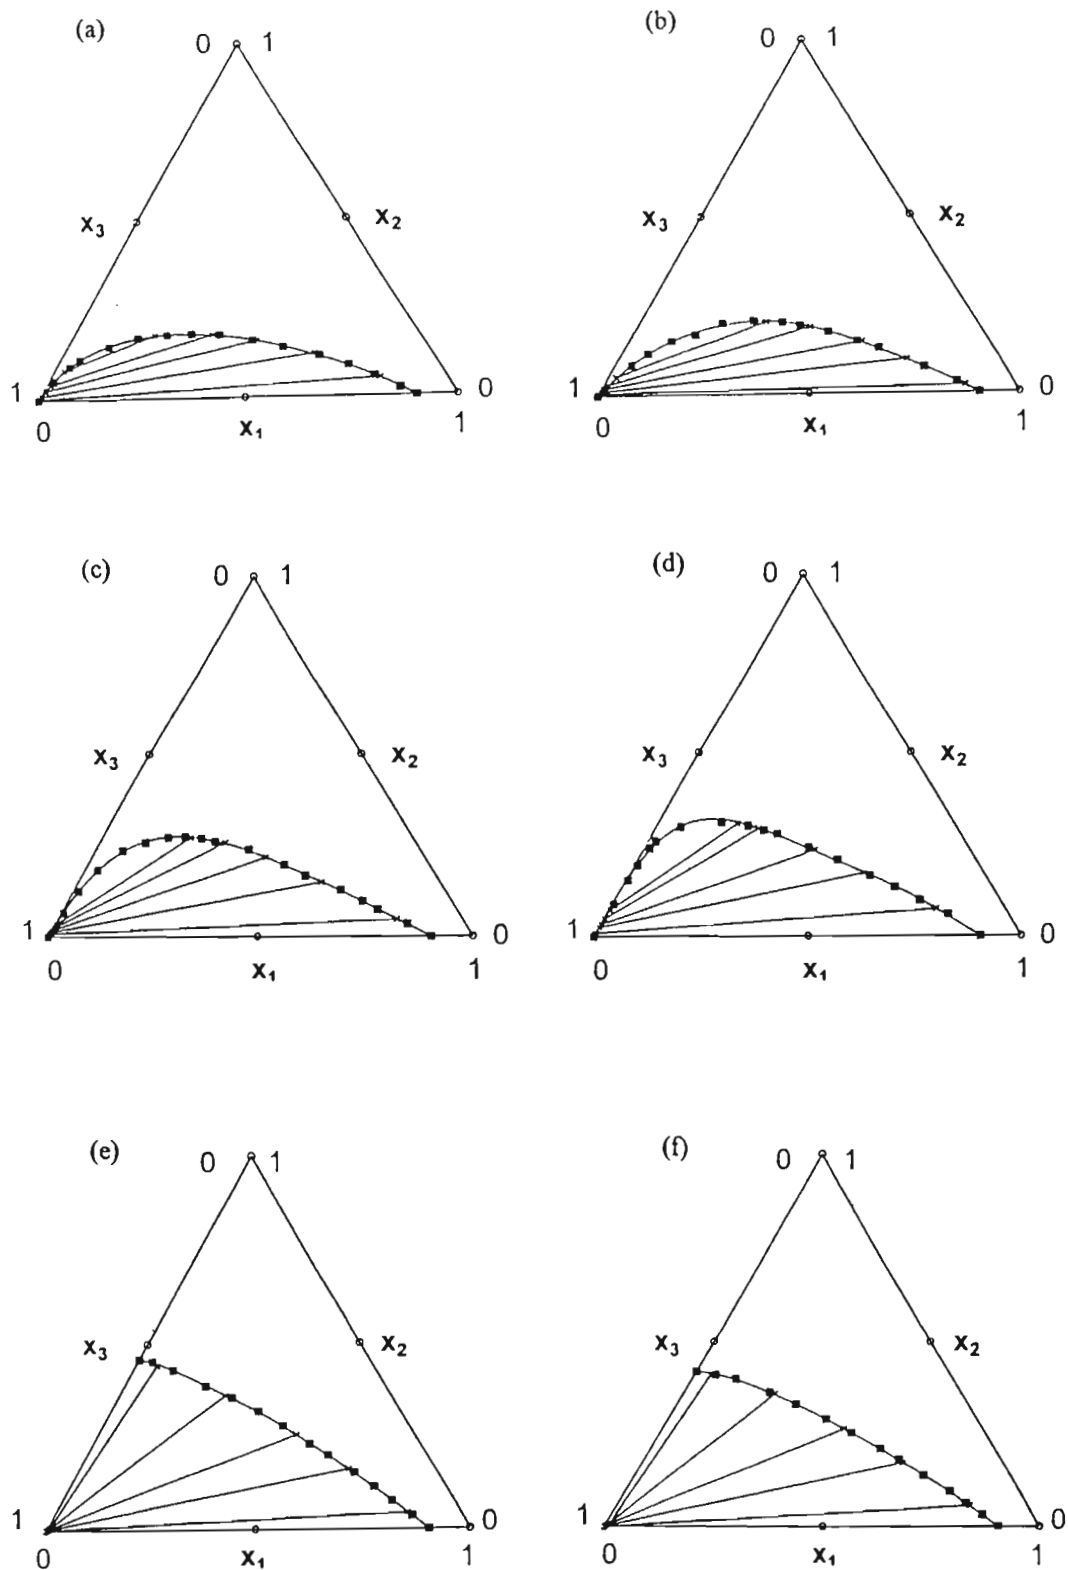 (a) (b)
0 1 0 1
x₃ x₂ x₃ x₂
1 0 1 0
0 x₁ 1 0 x₁ 1
(c) (d)
0 1 0 1
x₃ x₂ x₃ x₂
1 0 1 0
0 x₁ 1 0 x₁ 1
(e) (f)
0 1 0 1
x₃ x₂ x₃ x₂
1 0 1 0
0 x₁ 1 0 x₁ 1